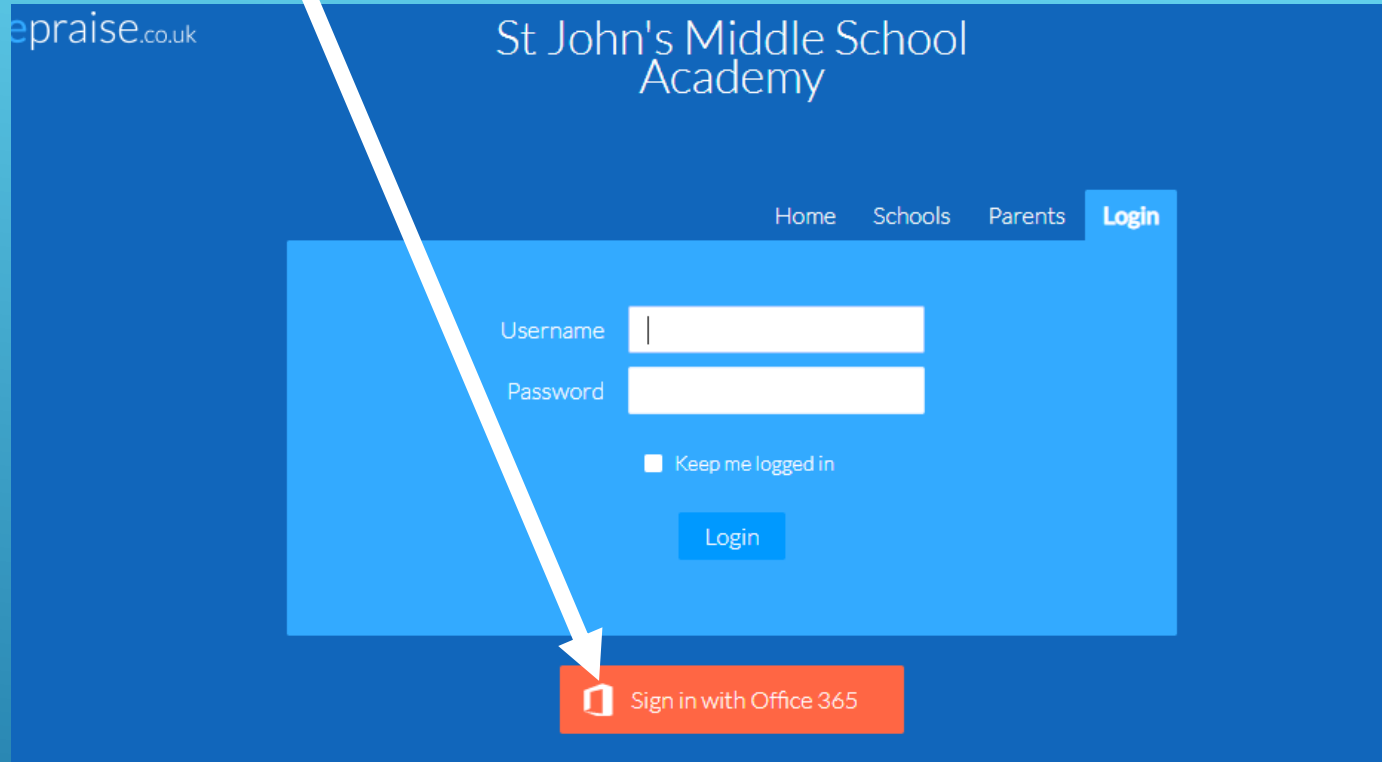 epraise.co.uk
St John's Middle School
Academy
Home Schools Parents Login
Username
Password
Keep me logged in
Login
Sign in with Office 365